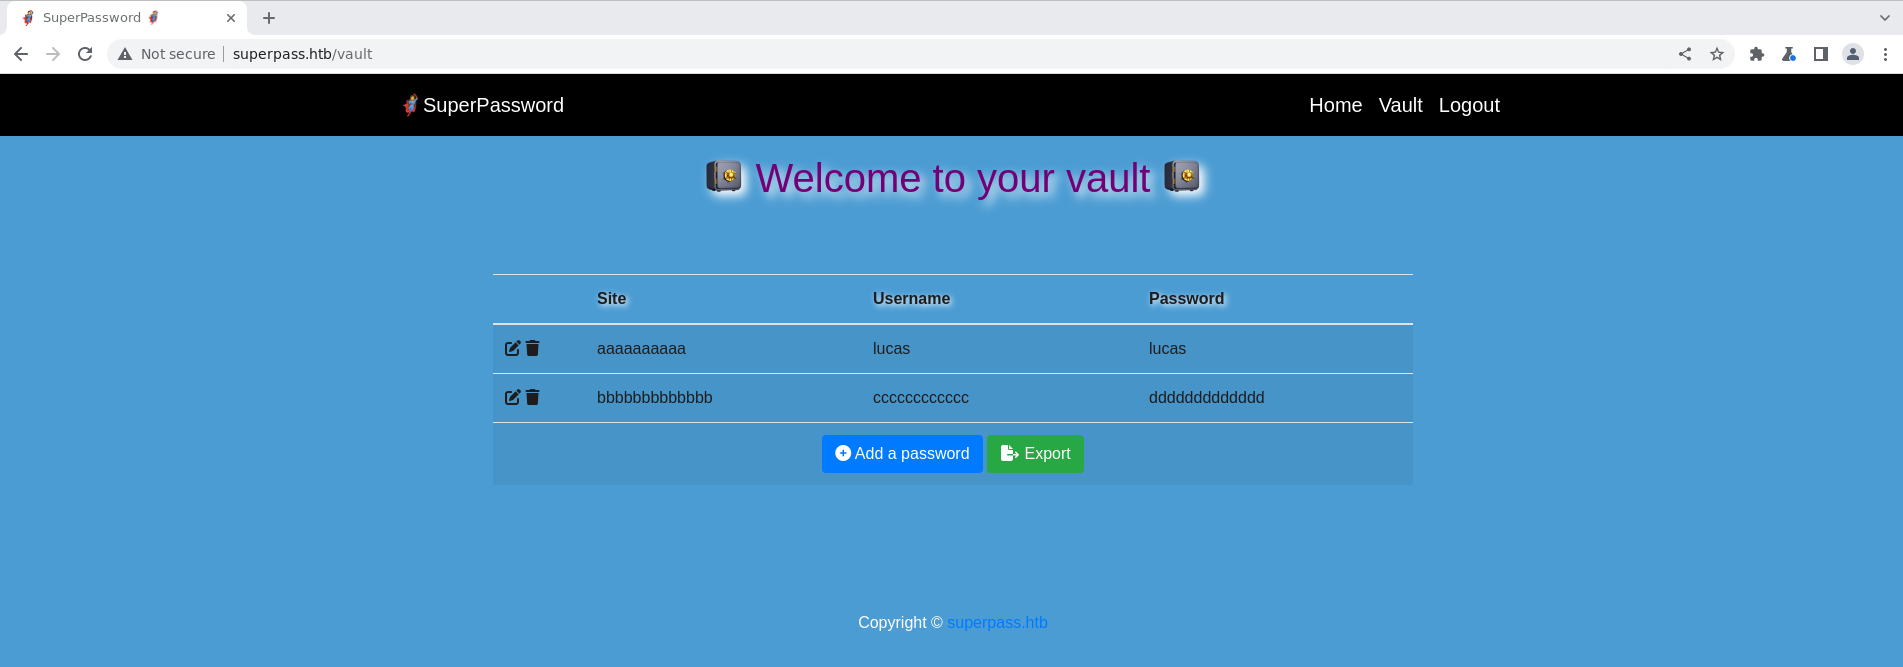 SuperPassword
Not secure superpass.htb/vault
SuperPassword Home Vault Logout
Welcome to your vault
Site Username Password
aaaaaaaaaa lucas lucas
bbbbbbbbbbbbb cccccccccccc ddddddddddddd
Add a password Export
Copyright © superpass.htb